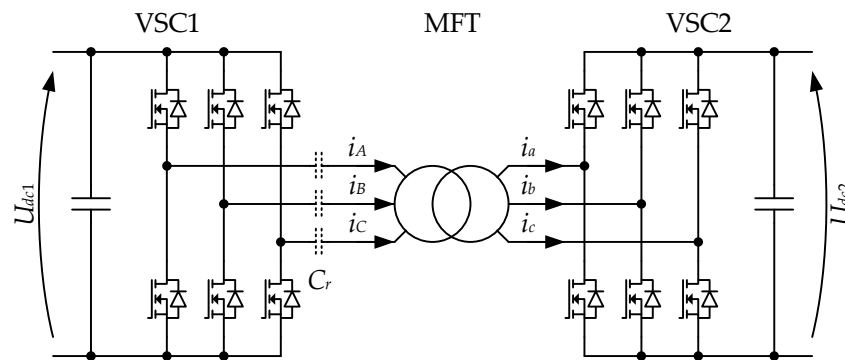 VSC1 MFT VSC2
i_A i_a
U_dc1 i_B i_b U_dc2
i_C i_c
C_r